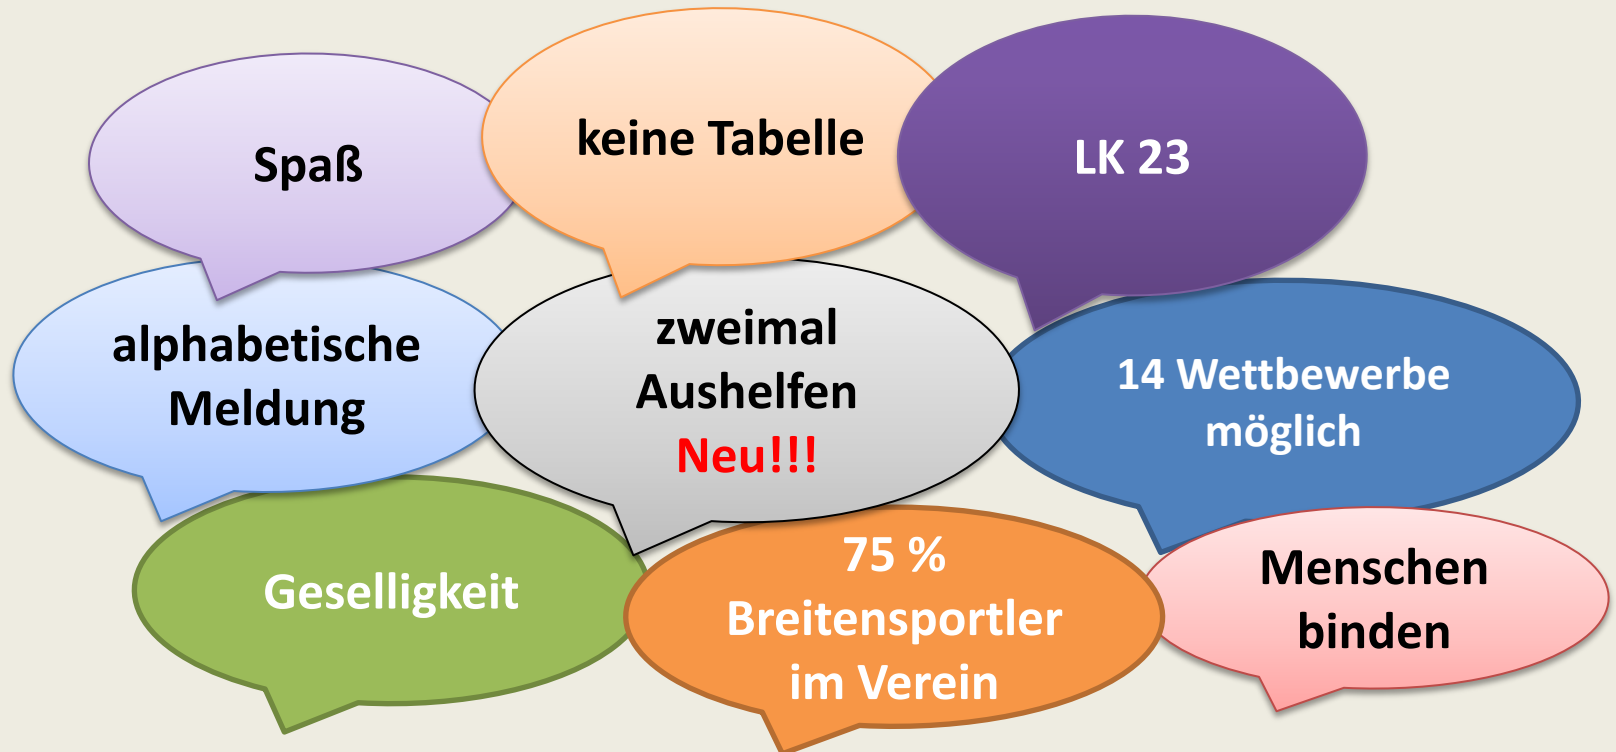 Spaß
keine Tabelle
LK 23
alphabetische
Meldung
zweimal
Aushelfen
Neu!!!
14 Wettbewerbe
möglich
Geselligkeit
75 %
Breitensportler
im Verein
Menschen
binden